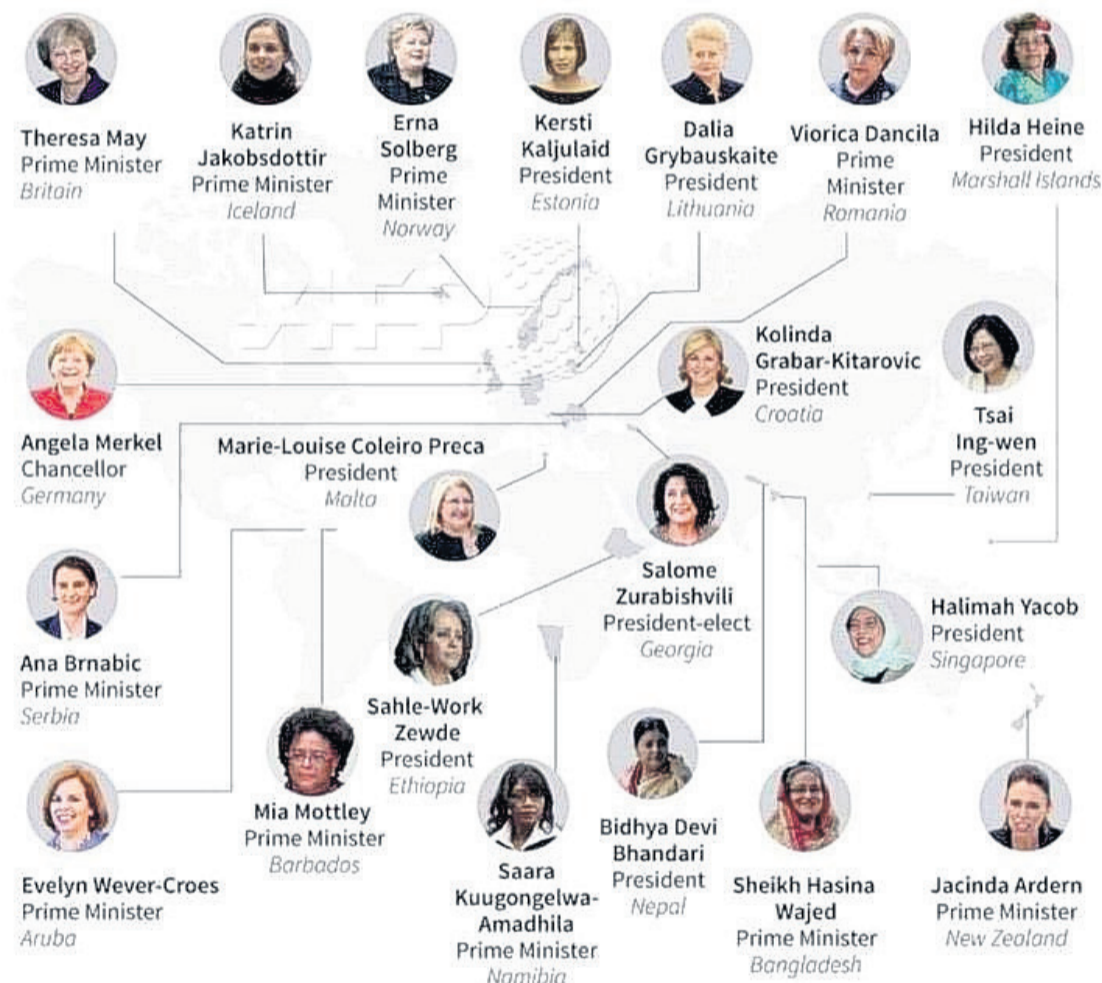 Theresa May
Prime Minister
Britain
Katrin
Jakobsdottir
Prime Minister
Iceland
Erna
Solberg
Prime
Minister
Norway
Kersti
Kaljulaid
President
Estonia
Dalia
Grybauskaite
President
Lithuania
Viorica Dancila
Prime
Minister
Romania
Hilda Heine
President
Marshall Islands
Angela Merkel
Chancellor
Germany
Marie-Louise Coleiro Preca
President
Malta
Kolinda
Grabar-Kitarovic
President
Croatia
Tsai
Ing-wen
President
Taiwan
Ana Brnabic
Prime Minister
Serbia
Salome
Zurabishvili
President-elect
Georgia
Halimah Yacob
President
Singapore
Sahle-Work
Zewde
President
Ethiopia
Mia Mottley
Prime Minister
Barbados
Evelyn Wever-Croes
Prime Minister
Aruba
Saara
Kuugongelwa-
Amadhila
Prime Minister
Namibia
Bidhya Devi
Bhandari
President
Nepal
Sheikh Hasina
Wajed
Prime Minister
Bangladesh
Jacinda Ardern
Prime Minister
New Zealand